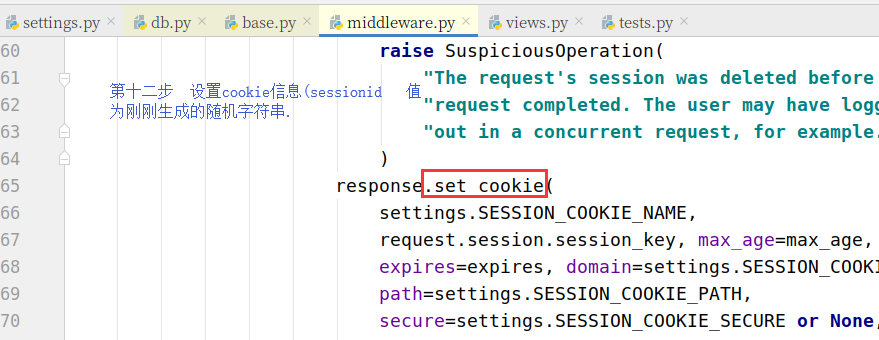 settings.py db.py base.py middleware.py views.py tests.py
60 raise SuspiciousOperation(
61 "The request's session was deleted before
第十二步 设置cookie信息(sessionid 值
62 "request completed. The user may have logg
为刚刚生成的随机字符串.
63 "out in a concurrent request, for example.
64 )
65 response.set_cookie(
66 settings.SESSION_COOKIE_NAME,
67 request.session.session_key, max_age=max_age,
68 expires=expires, domain=settings.SESSION_COOKI
69 path=settings.SESSION_COOKIE_PATH,
70 secure=settings.SESSION_COOKIE_SECURE or None,